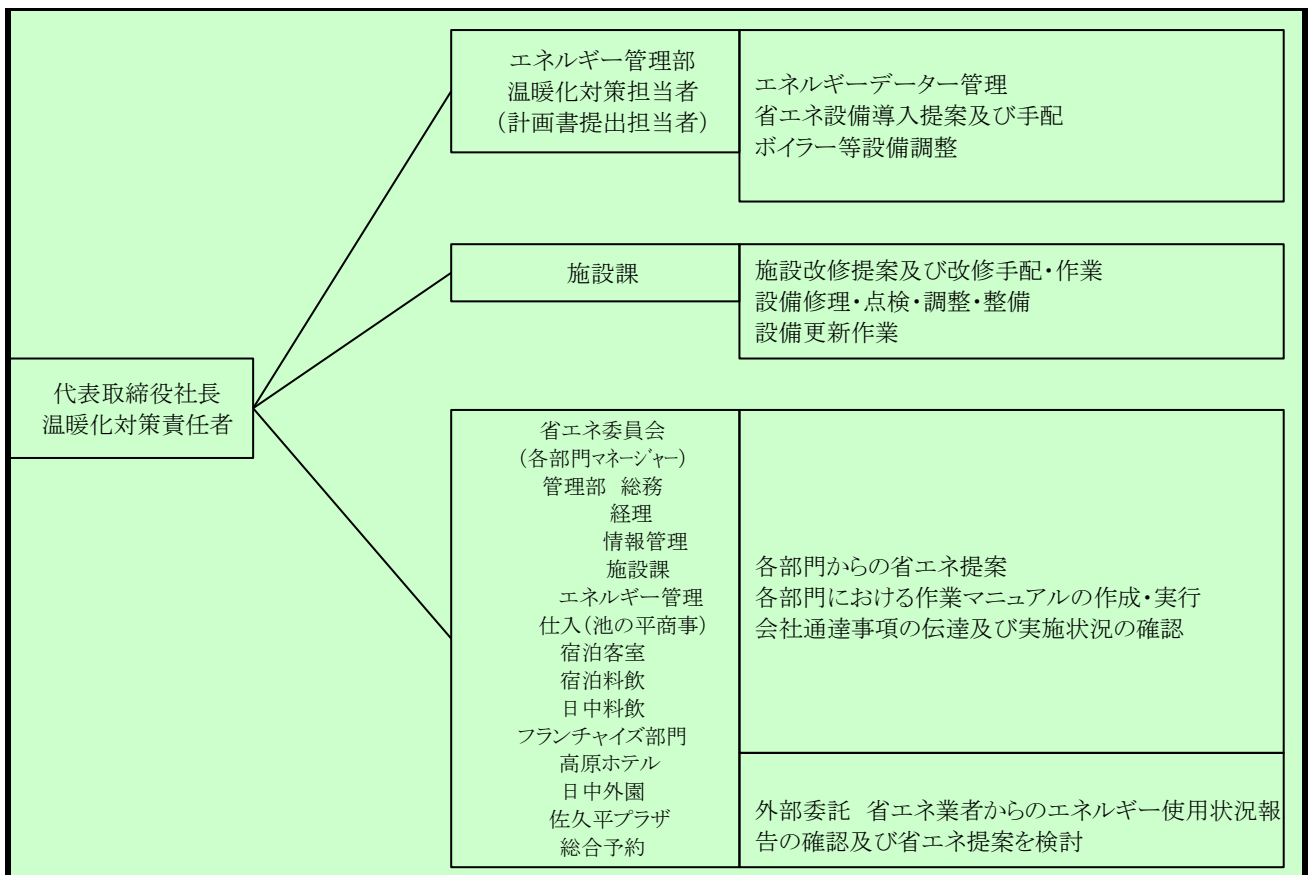 エネルギー管理部
温暖化対策担当者
(計画書提出担当者)
エネルギーデーター管理
省エネ設備導入提案及び手配
ボイラー等設備調整
施設課
施設改修提案及び改修手配・作業
設備修理・点検・調整・整備
設備更新作業
代表取締役社長
温暖化対策責任者
省エネ委員会
(各部門マネージャー)
管理部 総務
経理
情報管理
施設課
エネルギー管理
仕入(池の平商事)
宿泊客室
宿泊料飲
日中料飲
フランチャイズ部門
高原ホテル
日中外園
佐久平プラザ
総合予約
各部門からの省エネ提案
各部門における作業マニュアルの作成・実行
会社通達事項の伝達及び実施状況の確認
外部委託 省エネ業者からのエネルギー使用状況報
告の確認及び省エネ提案を検討